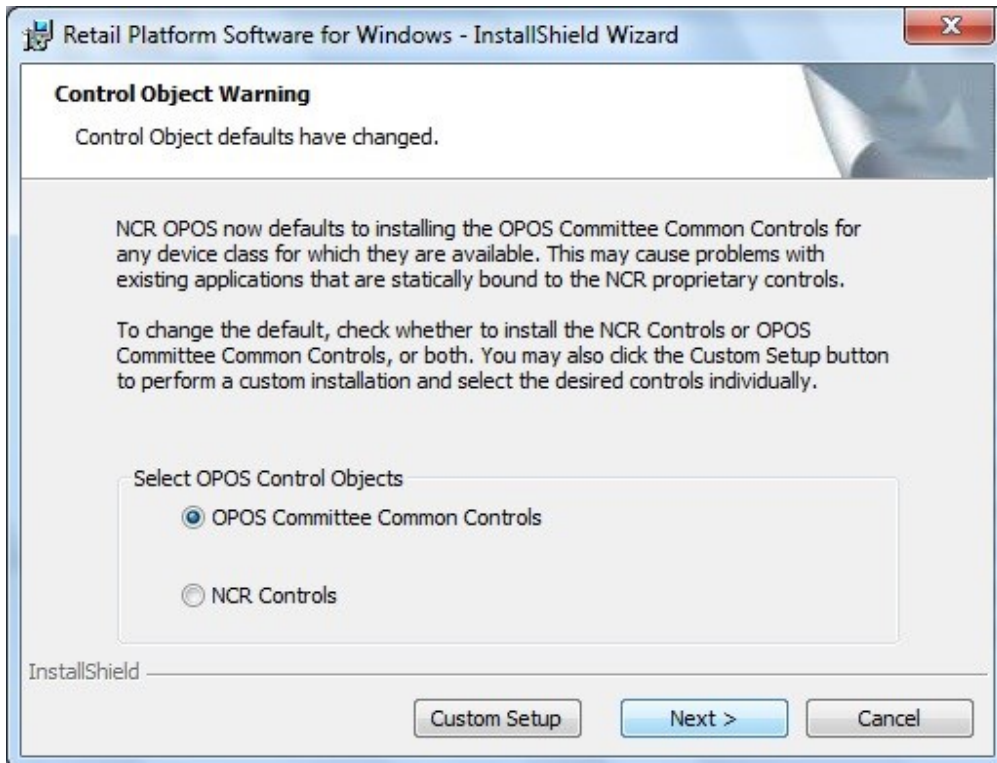 Retail Platform Software for Windows - InstallShield Wizard
Control Object Warning
Control Object defaults have changed.
NCR OPOS now defaults to installing the OPOS Committee Common Controls for
any device class for which they are available. This may cause problems with
existing applications that are statically bound to the NCR proprietary controls.
To change the default, check whether to install the NCR Controls or OPOS
Committee Common Controls, or both. You may also click the Custom Setup button
to perform a custom installation and select the desired controls individually.
Select OPOS Control Objects
OPOS Committee Common Controls
NCR Controls
InstallShield
Custom Setup
Next >
Cancel